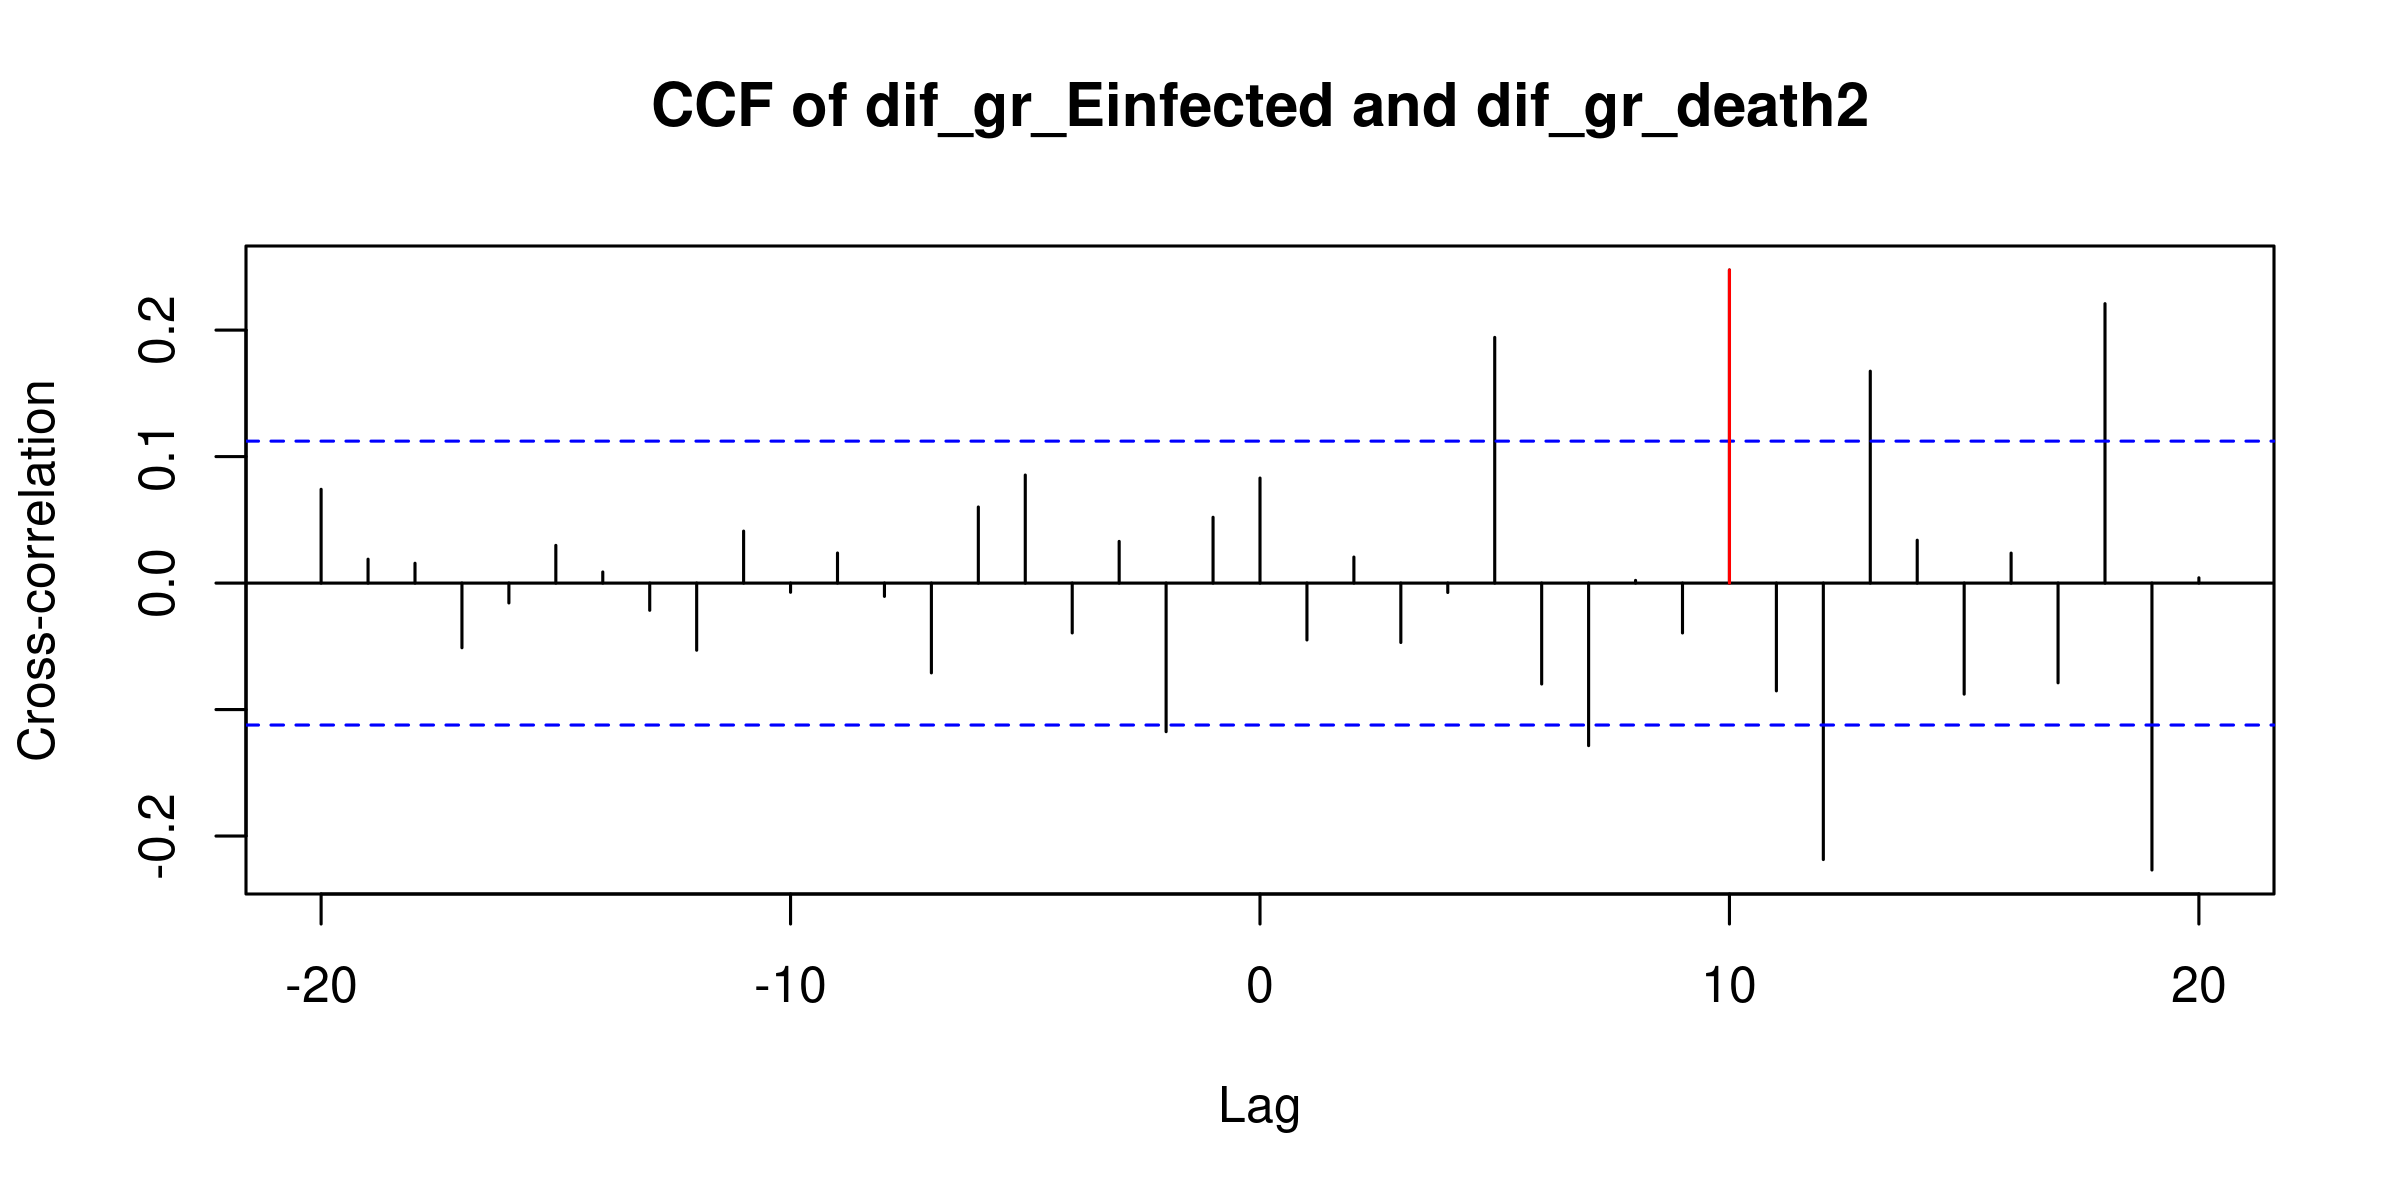 CCF of dif_gr_Einfected and dif_gr_death2
Cross-correlation
0.2
0.1
0.0
-0.2
-20 -10 0 10 20
Lag